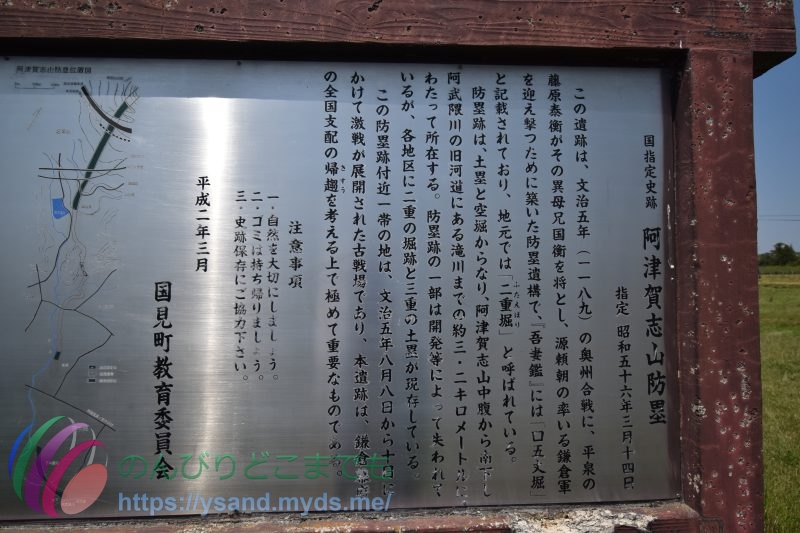 国指定史跡 阿津賀志山防塁
指定 昭和五十六年三月十四日
この遺跡は、文治五年（一一八九）の奥州合戦に、平泉の
藤原泰衡がその異母兄国衡を将とし、源頼朝の率いる鎌倉軍
を迎え撃つために築いた防塁遺構で、『吾妻鑑』には「口五丈堀」
と記載されており、地元では「二重堀」と呼ばれている。
ふたえぼり
防塁跡は、土塁と空堀からなり、阿津賀志山中腹から南下し
阿武隈川の旧河道にある滝川までの約三・二キロメートルに
わたって所在する。防塁跡の一部は開発等によって失われて
いるが、各地区に二重の堀跡と三重の土塁が現存している。
この防塁跡付近一帯の地は、文治五年八月八日から十日に
かけて激戦が展開された古戦場であり、本遺跡は、鎌倉幕府
の全国支配の帰趨を考える上で極めて重要なものである。
きすう
注意事項
一・自然を大切にしましょう。
二・ゴミは持ち帰りましょう。
三・史跡保存にご協力下さい。
平成二年三月
国見町教育委員会
阿津賀志山防塁位置図
のんびりどこまでも
https://ysand.myds.me/